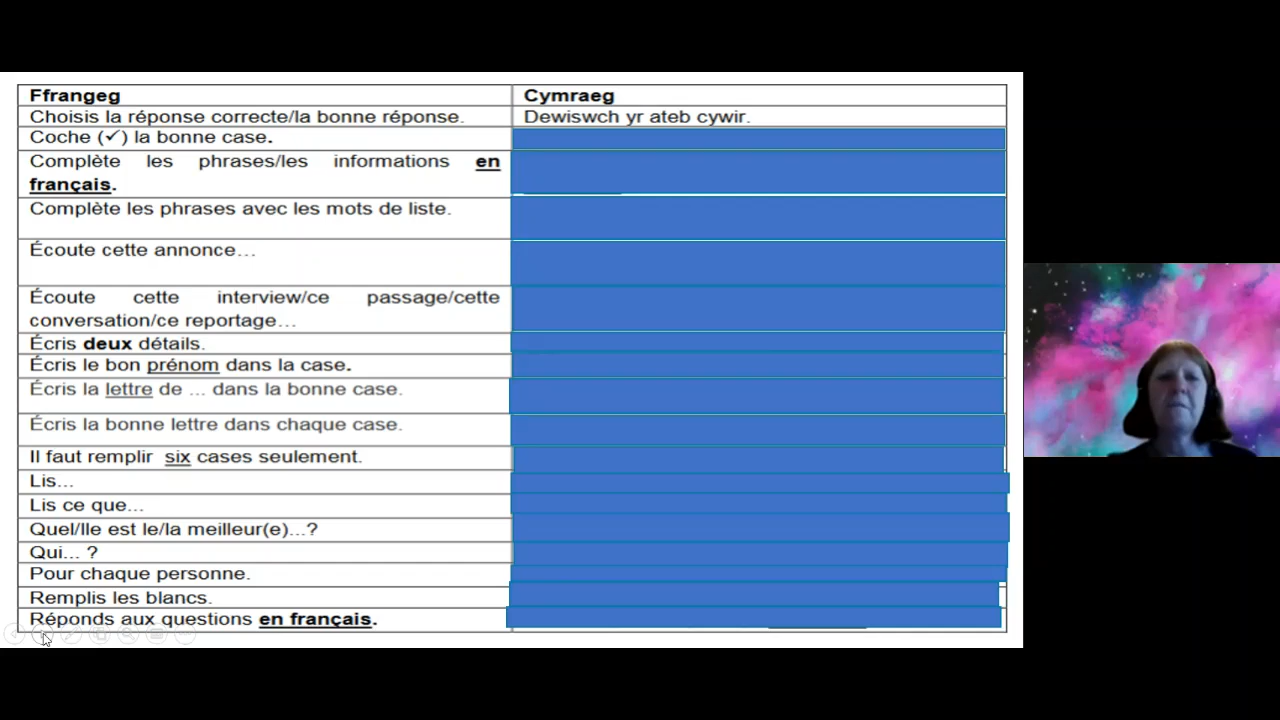 Ffrangeg Cymraeg
Choisis la réponse correcte/la bonne réponse. Dewiswch yr ateb cywir.
Coche (✓) la bonne case.
Complète les phrases/les informations en
français.
Complète les phrases avec les mots de liste.
Écoute cette annonce…
Écoute cette interview/ce passage/cette
conversation/ce reportage…
Écris deux détails.
Écris le bon prénom dans la case.
Écris la lettre de ... dans la bonne case.
Écris la bonne lettre dans chaque case.
Il faut remplir six cases seulement.
Lis...
Lis ce que...
Quel/lle est le/la meilleur(e)...?
Qui... ?
Pour chaque personne.
Remplis les blancs.
Réponds aux questions en français.